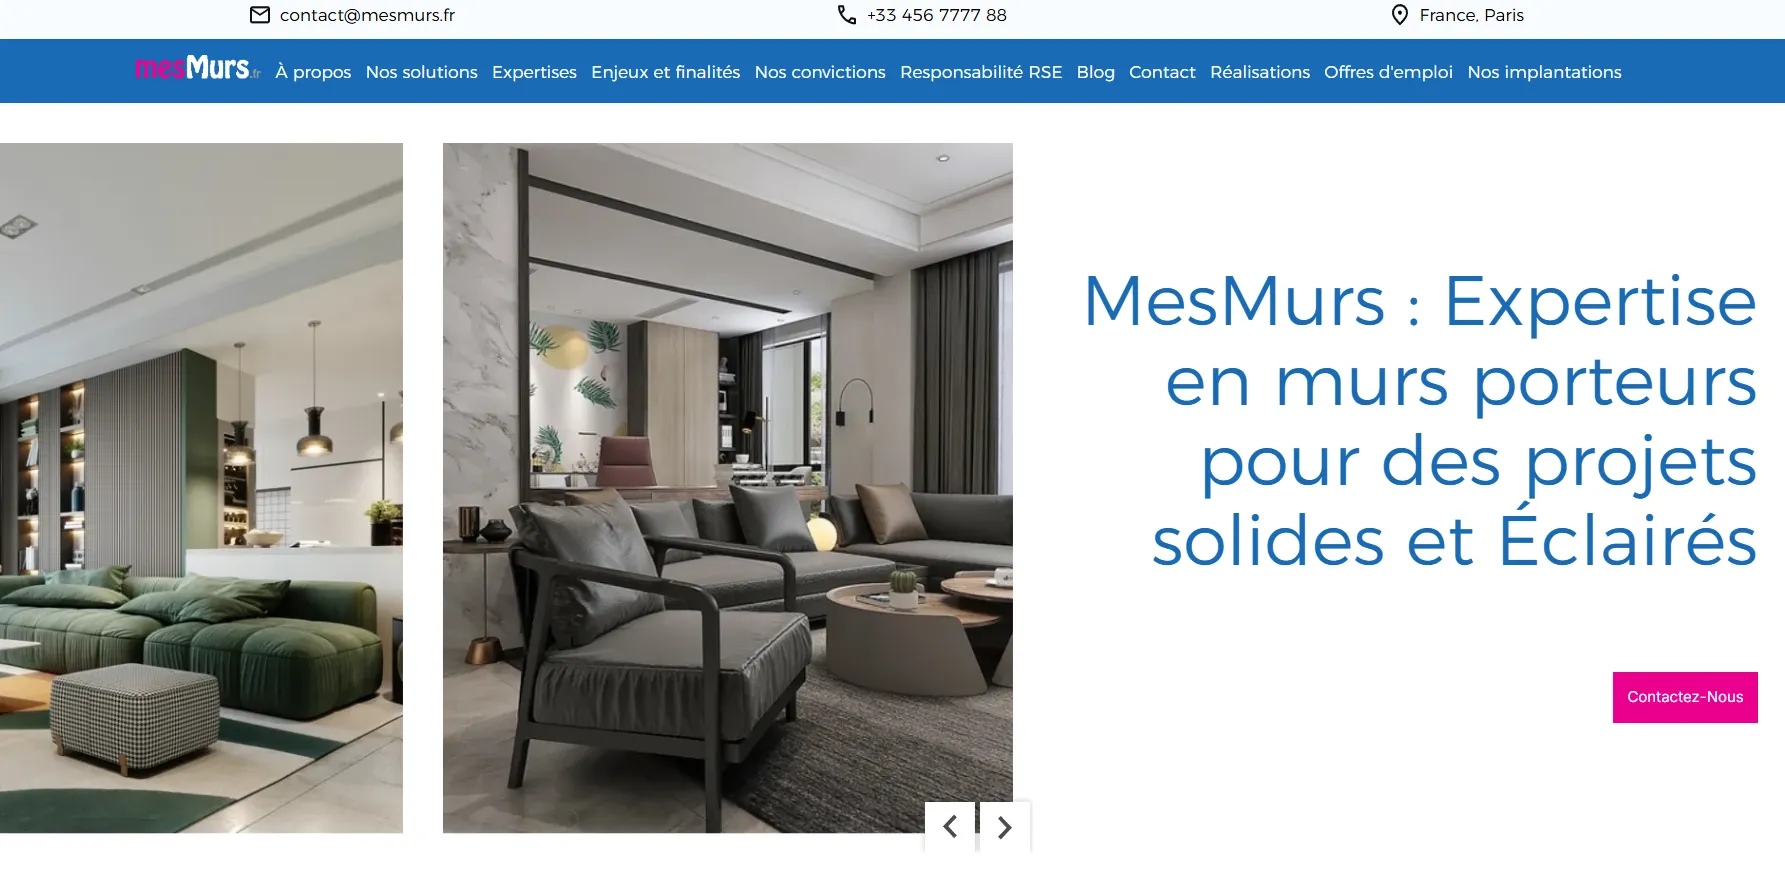 contact@mesmurs.fr
+33 456 7777 88
France, Paris
mesMurs.fr
À propos
Nos solutions
Expertises
Enjeux et finalités
Nos convictions
Responsabilité RSE
Blog
Contact
Réalisations
Offres d'emploi
Nos implantations
MesMurs : Expertise
en murs porteurs
pour des projets
solides et Éclairés
Contactez-Nous